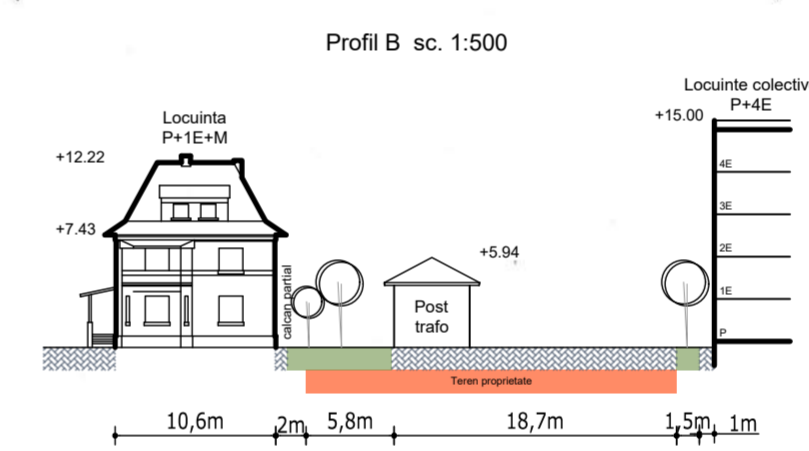 Profil B sc. 1:500
Locuinte colectiv
P+4E
+15.00
Locuinta
P+1E+M
+12.22
4E
3E
+7.43
2E
+5.94
calcan partial
1E
Post
trafo
P
Teren proprietate
10,6m
2m
5,8m
18,7m
1,5m
1m